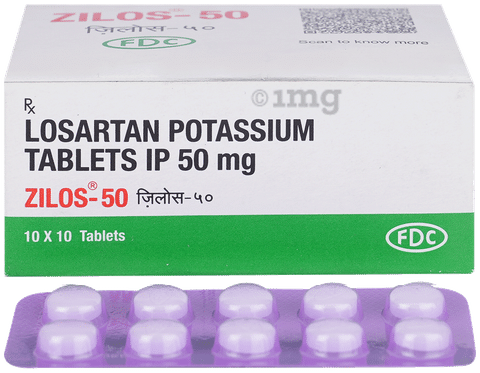 ZILOS®-50
ज़िलोस-५०
FDC
Scan to know more
©1mg
Rx
LOSARTAN POTASSIUM
TABLETS IP 50 mg
ZILOS®-50 ज़िलोस-५०
10 X 10 Tablets
FDC